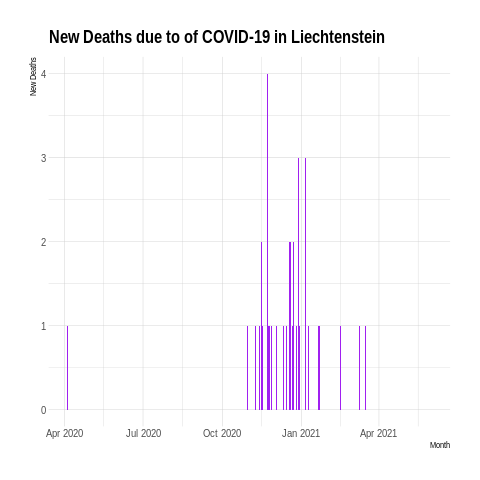 New Deaths due to of COVID-19 in Liechtenstein
New Deaths
4
3
2
1
0
Apr 2020 Jul 2020 Oct 2020 Jan 2021 Apr 2021
Month